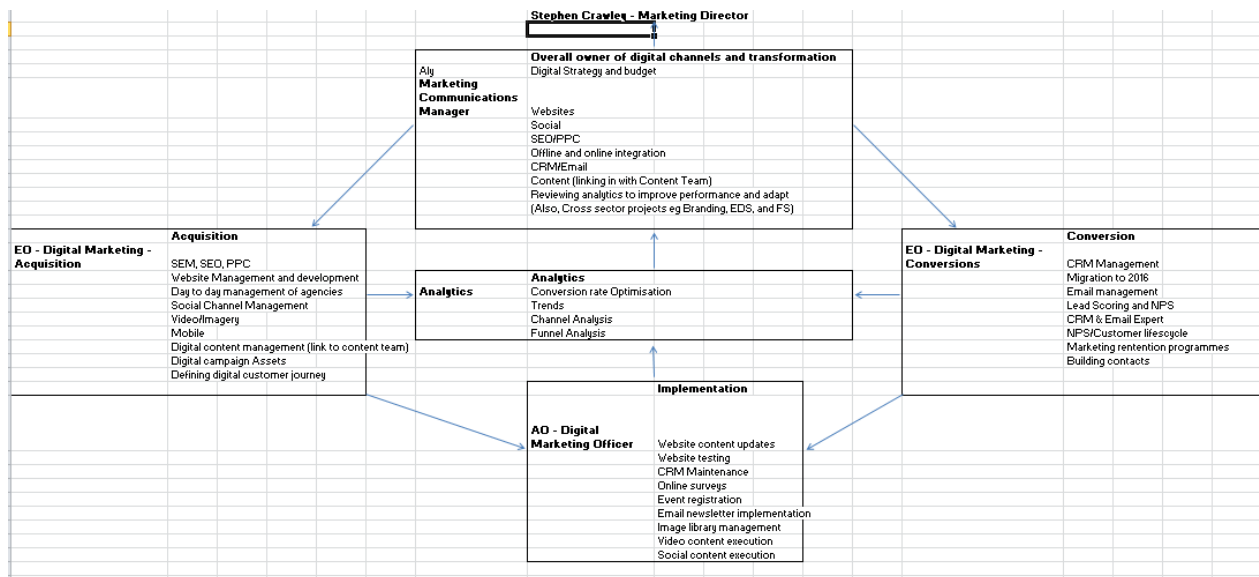 Stephen Crawley - Marketing Director
Overall owner of digital channels and transformation
Aly
Digital Strategy and budget
Marketing
Communications
Manager
Websites
Social
SEO/PPC
Offline and online integration
CRM/Email
Content (linking in with Content Team)
Reviewing analytics to improve performance and adapt
(Also, Cross sector projects eg Branding, EDS, and FS)
Acquisition
EO - Digital Marketing -
Acquisition
SEM, SEO, PPC
Website Management and development
Day to day management of agencies
Social Channel Management
Video/Imagery
Mobile
Digital content management (link to content team)
Digital campaign Assets
Defining digital customer journey
Analytics
Analytics
Conversion rate Optimisation
Trends
Channel Analysis
Funnel Analysis
Conversion
EO - Digital Marketing -
Conversions
CRM Management
Migration to 2016
Email management
Lead Scoring and NPS
CRM & Email Expert
NPS/Customer lifescycle
Marketing rentention programmes
Building contacts
Implementation
AO - Digital
Marketing Officer
Website content updates
Website testing
CRM Maintenance
Online surveys
Event registration
Email newsletter implementation
Image library management
Video content execution
Social content execution